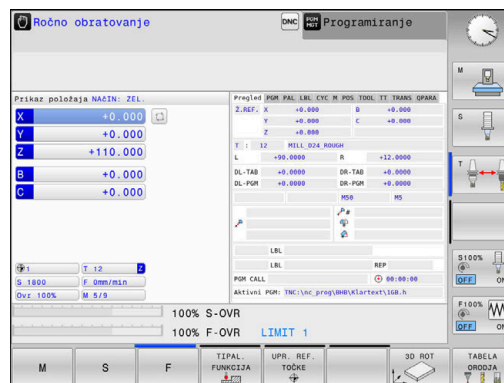 Ročno obratovanje
DNC
PGM MGT
Programiranje
Prikaz položaja NAČIN: ZEL.
X +0.000
Y +0.000
Z +110.000
B +0.000
C +0.000
1 T 12 Z
S 1800 F 0mm/min
Ovr 100% M 5/9
Pregled PGM PAL LBL CYC M POS TOOL TT TRANS QPARA
Z.REF. X +0.000 B +0.000
Y +0.000 C +0.000
Z +0.000
T : 12 MILL_D24_ROUGH
L +90.0000 R +12.0000
DL-TAB +0.0000 DR-TAB +0.0000
DL-PGM +0.0000 DR-PGM +0.0000
M50 M5
P#
LBL
LBL REP
PGM CALL 00:00:00
Aktivni PGM: TNC:\nc_prog\BHB\Klartext\1GB.h
100% S-OVR
100% F-OVR LIMIT 1
M
S
F
TIPAL. FUNKCIJA
UPR. REF. TOČKE
3D ROT
TABELA ORODJA
M
S
T
S100%
OFF ON
F100%
OFF ON